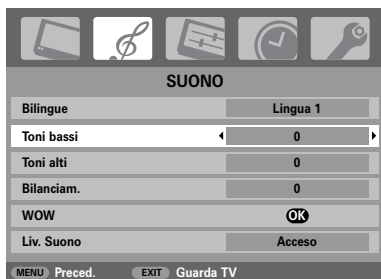 SUONO
Bilingue Lingua 1
Toni bassi 0
Toni alti 0
Bilanciam. 0
WOW OK
Liv. Suono Acceso
MENU Preced. EXIT Guarda TV